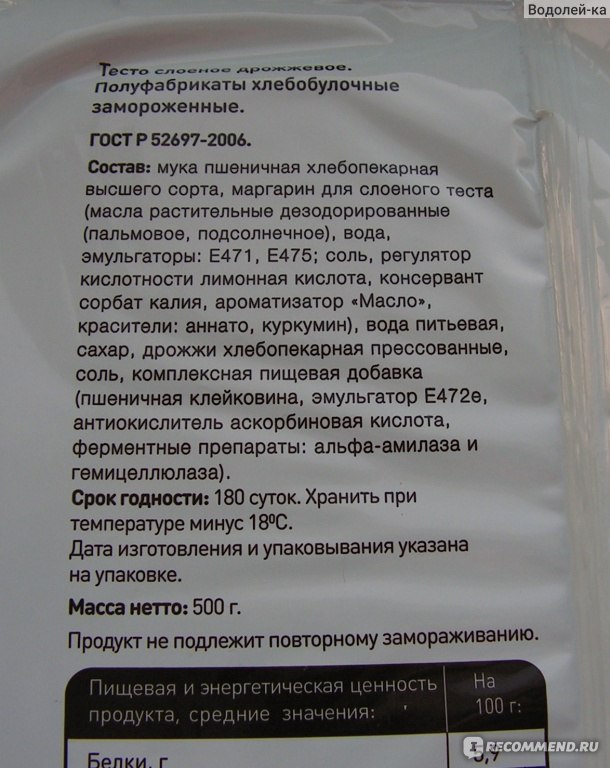 Водолей-ка
Тесто слоеное дрожжевое.
Полуфабрикаты хлебобулочные
замороженные.
ГОСТ Р 52697-2006.
Состав: мука пшеничная хлебопекарная
высшего сорта, маргарин для слоеного теста
(масла растительные дезодорированные
(пальмовое, подсолнечное), вода,
эмульгаторы: Е471, Е475; соль, регулятор
кислотности лимонная кислота, консервант
сорбат калия, ароматизатор «Масло»,
красители: аннато, куркумин), вода питьевая,
сахар, дрожжи хлебопекарная прессованные,
соль, комплексная пищевая добавка
(пшеничная клейковина, эмульгатор Е472е,
антиокислитель аскорбиновая кислота,
ферментные препараты: альфа-амилаза и
гемицеллюлаза).
Срок годности: 180 суток. Хранить при
температуре минус 18ºС.
Дата изготовления и упаковывания указана
на упаковке.
Масса нетто: 500 г.
Продукт не подлежит повторному замораживанию.
Пищевая и энергетическая ценность На
продукта, средние значения: 100 г:
Белки, г
RECOMMEND.RU